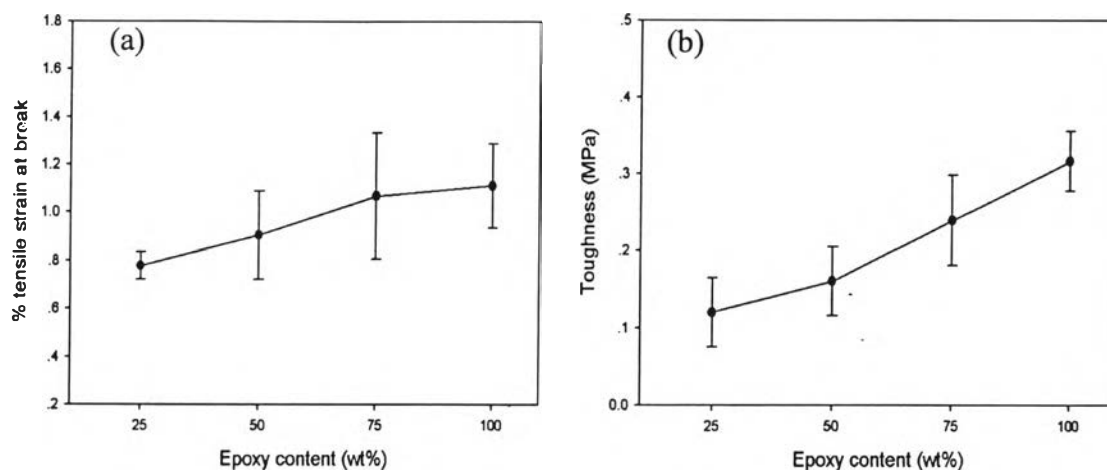 (a)
% tensile strain at break
1.8
1.6
1.4
1.2
1.0
.8
.6
.4
.2
25 50 75 100
Epoxy content (wt%)
(b)
Toughness (MPa)
.5
.4
.3
.2
.1
0.0
25 50 75 100
Epoxy content (wt%)